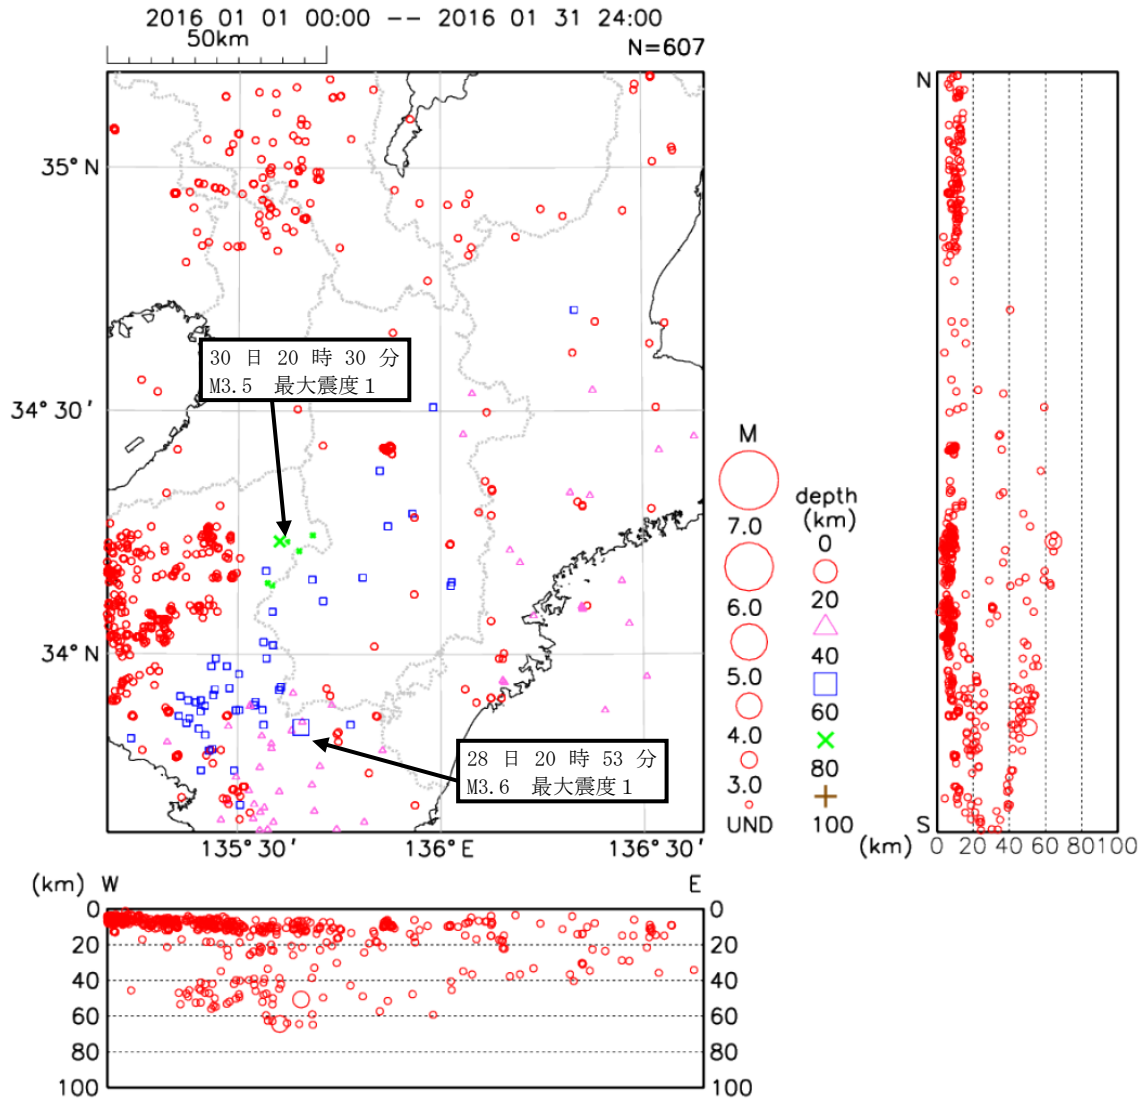 2016 01 01 00:00 -- 2016 01 31 24:00
50km
N=607
35° N
34° 30′
34° N
135° 30′
136° E
136° 30′
30 日 20 時 30 分
M3.5 最大震度１
28 日 20 時 53 分
M3.6 最大震度１
M
7.0
6.0
5.0
4.0
3.0
UND
depth
(km)
0
20
40
60
80
100
N
S
(km)
0 20 40 60 80 100
(km) W E
0 0
20 20
40 40
60 60
80 80
100 100